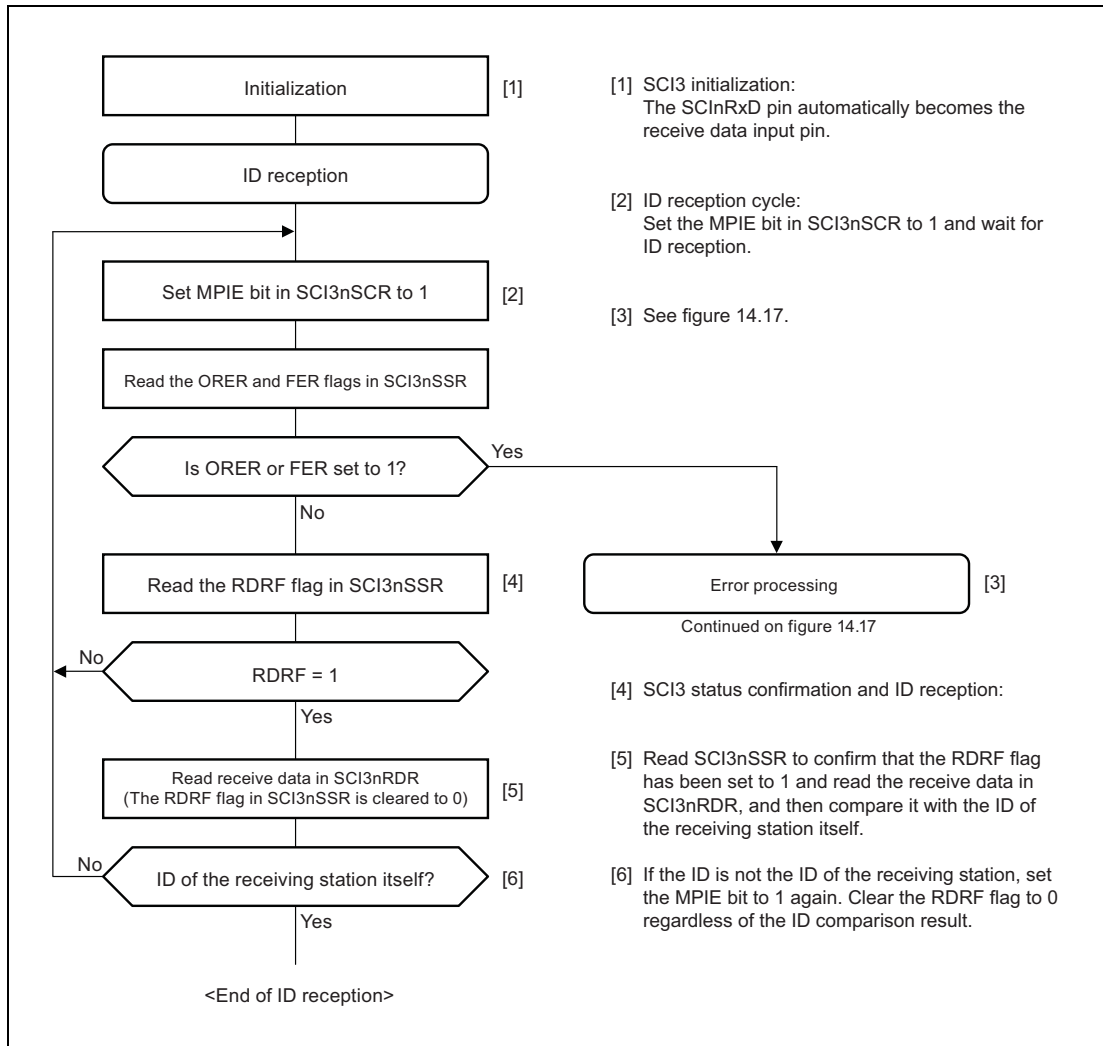 Initialization
[1]
ID reception
Set MPIE bit in SCI3nSCR to 1
[2]
Read the ORER and FER flags in SCI3nSSR
Is ORER or FER set to 1?
Yes
No
Read the RDRF flag in SCI3nSSR
[4]
Error processing
[3]
Continued on figure 14.17
No
RDRF = 1
Yes
Read receive data in SCI3nRDR
(The RDRF flag in SCI3nSSR is cleared to 0)
[5]
No
ID of the receiving station itself?
[6]
Yes
<End of ID reception>
[1] SCI3 initialization:
The SCInRxD pin automatically becomes the
receive data input pin.
[2] ID reception cycle:
Set the MPIE bit in SCI3nSCR to 1 and wait for
ID reception.
[3] See figure 14.17.
[4] SCI3 status confirmation and ID reception:
[5] Read SCI3nSSR to confirm that the RDRF flag
has been set to 1 and read the receive data in
SCI3nRDR, and then compare it with the ID of
the receiving station itself.
[6] If the ID is not the ID of the receiving station, set
the MPIE bit to 1 again. Clear the RDRF flag to 0
regardless of the ID comparison result.